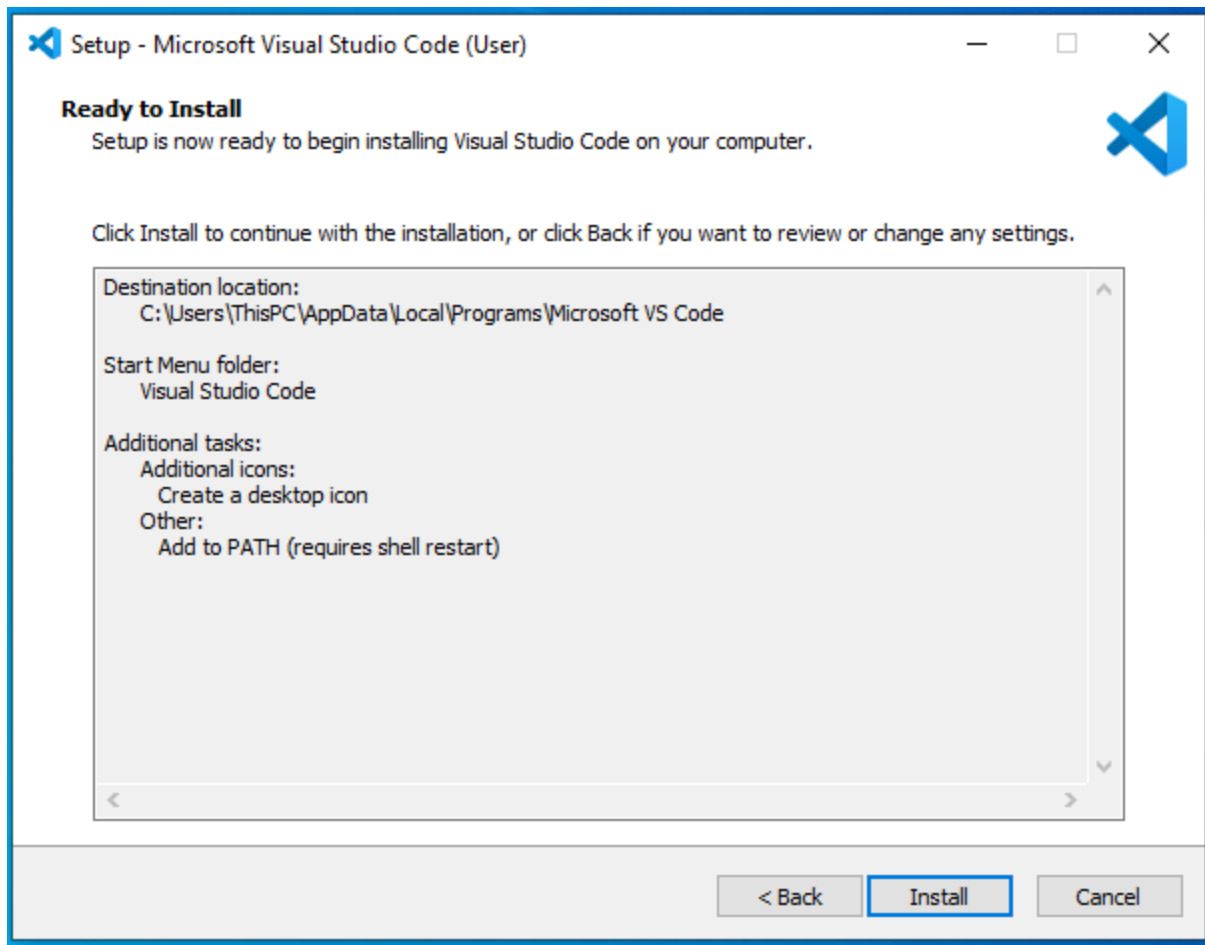 Setup - Microsoft Visual Studio Code (User)
Ready to Install
Setup is now ready to begin installing Visual Studio Code on your computer.
Click Install to continue with the installation, or click Back if you want to review or change any settings.
Destination location:
C:\Users\ThisPC\AppData\Local\Programs\Microsoft VS Code
Start Menu folder:
Visual Studio Code
Additional tasks:
Additional icons:
Create a desktop icon
Other:
Add to PATH (requires shell restart)
< Back
Install
Cancel